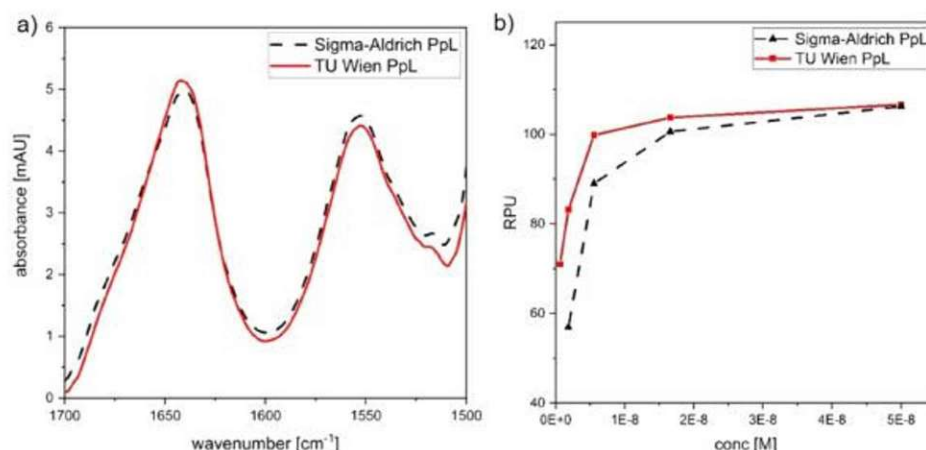 a)
Sigma-Aldrich PpL
TU Wien PpL
6
5
4
3
2
1
0
absorbance [mAU]
1700
1650
1600
1550
1500
wavenumber [cm⁻¹]
b)
Sigma-Aldrich PpL
TU Wien PpL
120
100
80
60
40
RPU
0E+0
1E-8
2E-8
3E-8
4E-8
5E-8
conc [M]